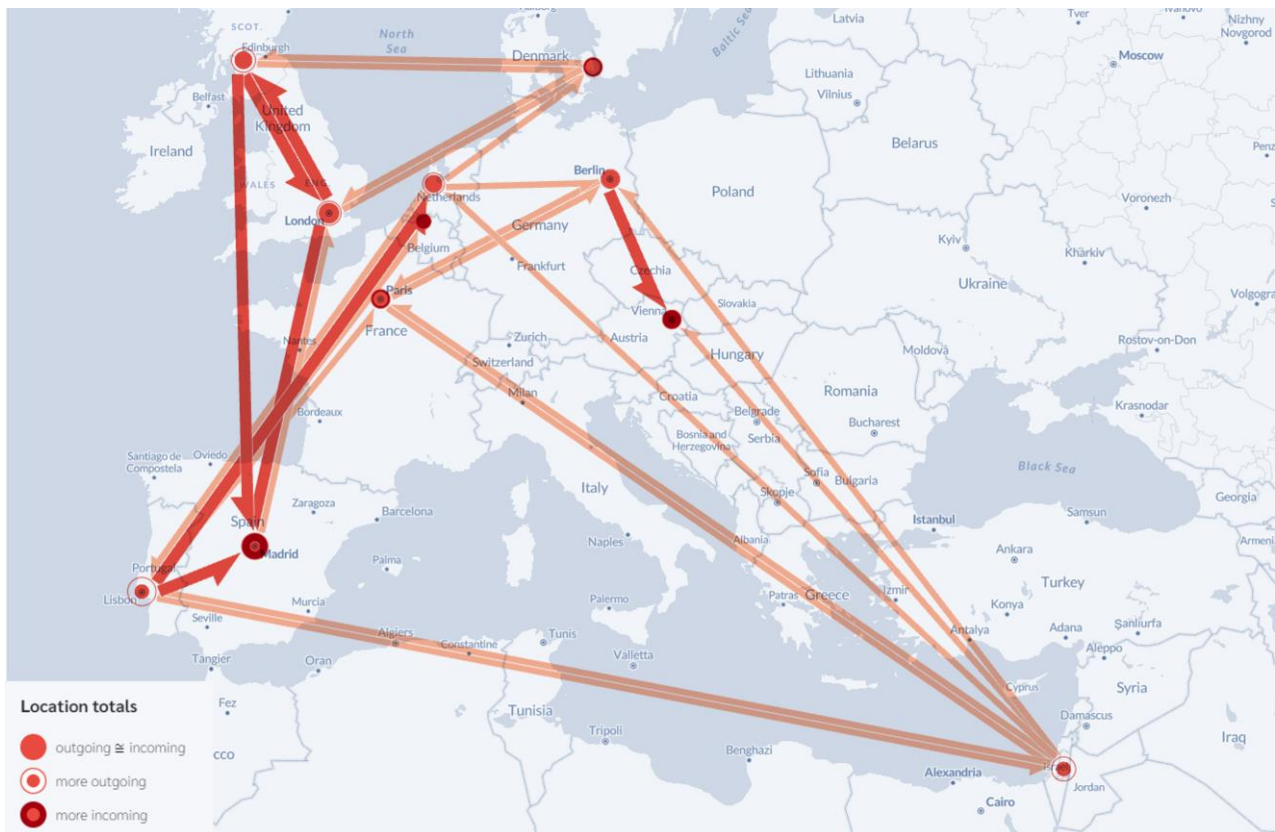 SCOT.
Edinburgh
North
Sea
Denmark
Baltic Sea
Latvia
Tver
Nizhny
Novgorod
Moscow
Lithuania
Vilnius
Belfast
United
Kingdom
Ireland
Belarus
WALES
ENG.
London
Netherlands
Berlin
Poland
Voronezh
Belgium
Germany
Kyiv
Kharkiv
Frankfurt
Czechia
Ukraine
Paris
Slovakia
Vienna
Volgogra
France
Nantes
Zurich
Austria
Hungary
Moldova
Rostov-on-Don
Switzerland
Milan
Croatia
Romania
Krasnodar
Bordeaux
Belgrade
Serbia
Bucharest
Bosnia and
Herzegovina
Santiago de
Compostela
Oviedo
Italy
Sofia
Bulgaria
Black Sea
Skopje
Georgia
Zaragoza
Barcelona
Spain
Madrid
Istanbul
Samsun
Armeni
Naples
Albania
Ankara
Portugal
Lisbon
Palma
Turkey
Murcia
Seville
Palermo
Patras
Greece
Izmir
Konya
Adana
Şanlıurfa
Algiers
Constantine
Tunis
Antalya
Aleppo
Tangier
Oran
Valletta
Cyprus
Syria
Location totals
Fez
Tunisia
Tripoli
Damascus
Iraq
outgoing ≅ incoming
cco
Benghazi
Alexandria
Israel
Jordan
more outgoing
Cairo
more incoming